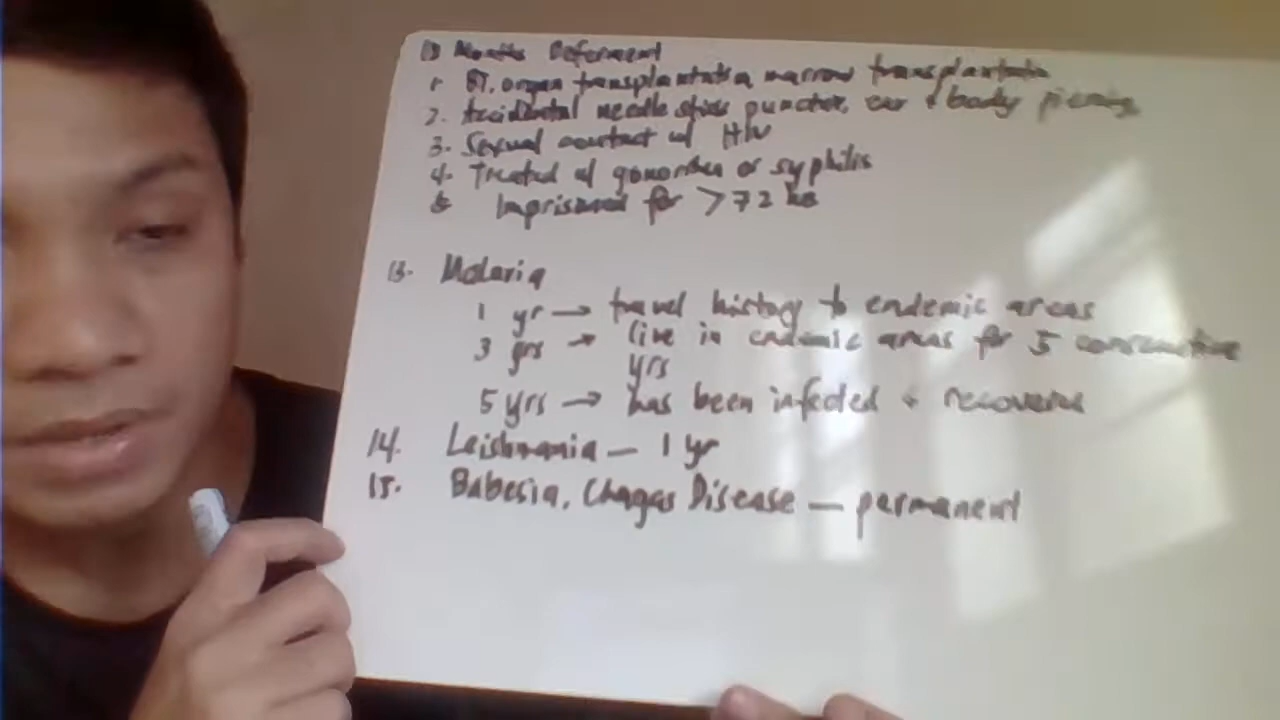 12 Months Deferment
1. BT, organ transplantation, marrow transplantation
2. Accidental needle stick puncture, ear + body piercing
3. Sexual contact w/ HIV
4. Treated w/ gonorrhea or syphilis
5. Imprisoned for >72 hrs
13. Malaria
1 yr → travel history to endemic areas
3 yrs → live in endemic areas for 5 consecutive
yrs
5 yrs → has been infected + recovered
14. Leishmania — 1 yr
15. Babesia, Chagas Disease — permanent